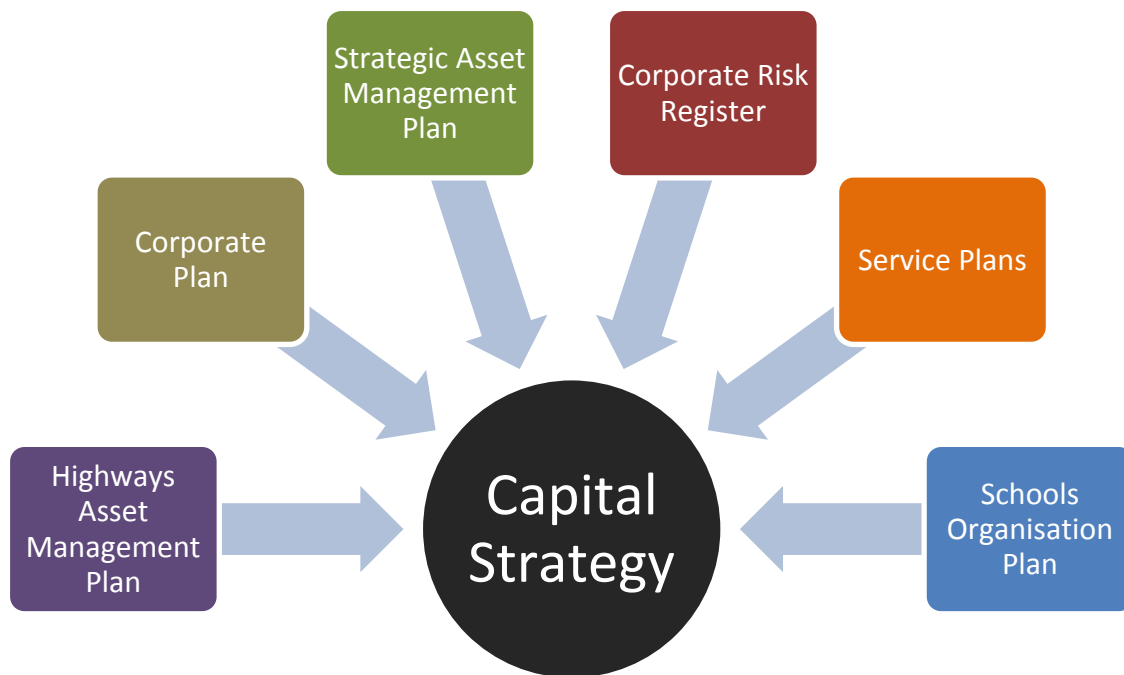 Strategic Asset
Management
Plan
Corporate Risk
Register
Corporate
Plan
Service Plans
Highways
Asset
Management
Plan
Capital
Strategy
Schools
Organisation
Plan